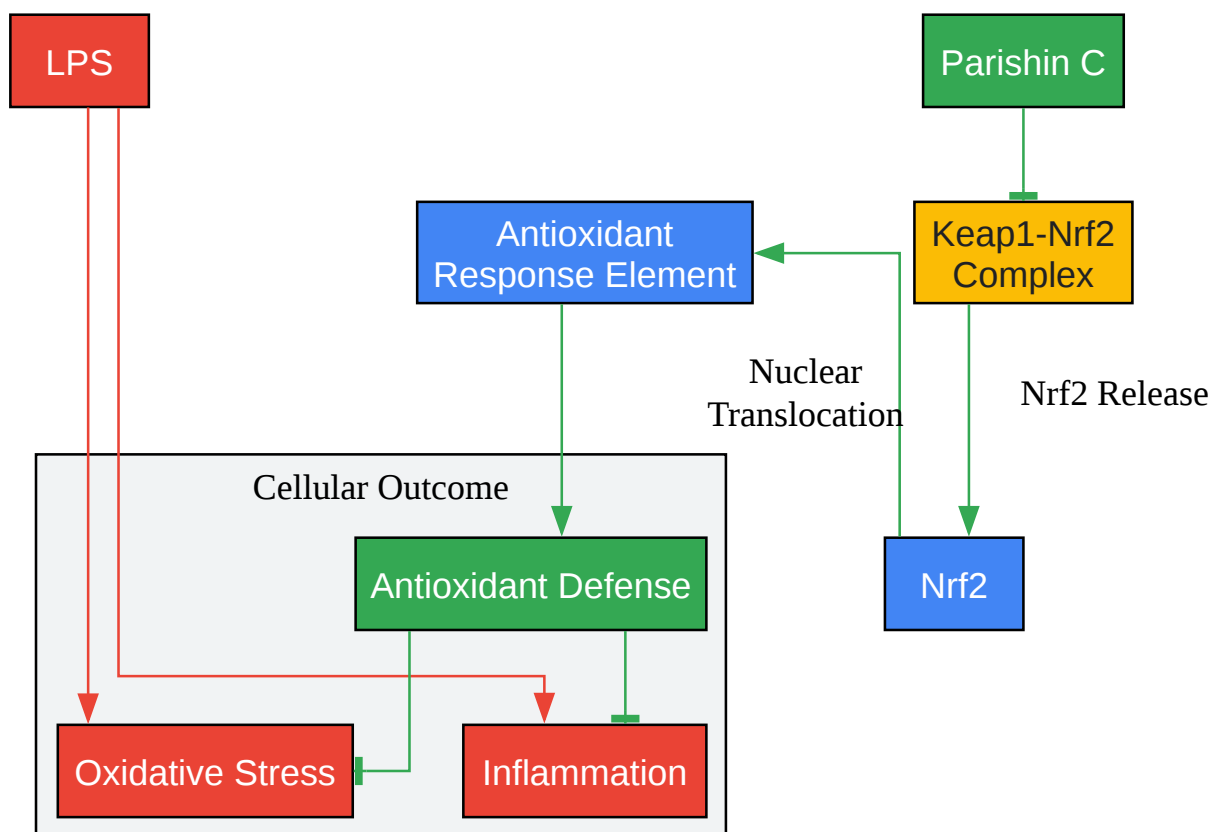 LPS
Parishin C
Antioxidant
Response Element
Keap1-Nrf2
Complex
Nuclear
Translocation
Nrf2 Release
Cellular Outcome
Antioxidant Defense
Nrf2
Oxidative Stress
Inflammation